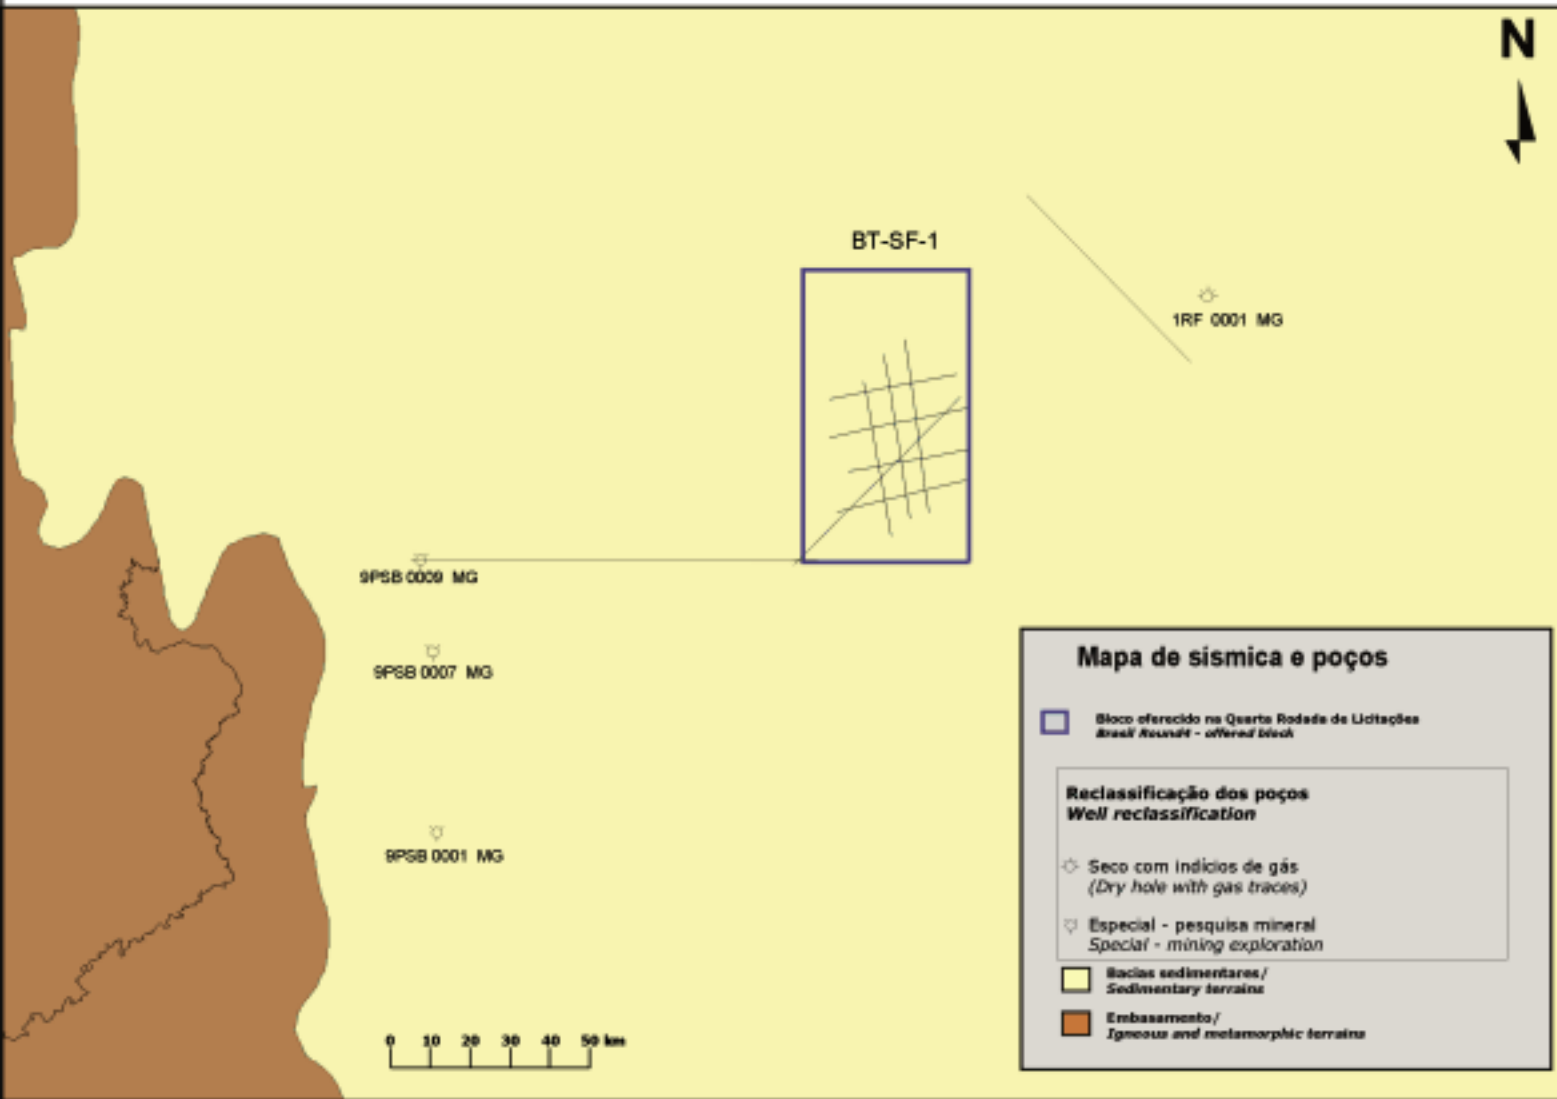 N
BT-SF-1
1RF 0001 MG
9PSB 0009 MG
9PSB 0007 MG
9PSB 0001 MG
0 10 20 30 40 50 km
Mapa de sísmica e poços
Bloco oferecido na Quarta Rodada de Licitações
Brasil Round4 - offered block
Reclassificação dos poços
Well reclassification
Seco com indícios de gás
(Dry hole with gas traces)
Especial - pesquisa mineral
Special - mining exploration
Bacias sedimentares/
Sedimentary terrains
Embasamento/
Igneous and metamorphic terrains